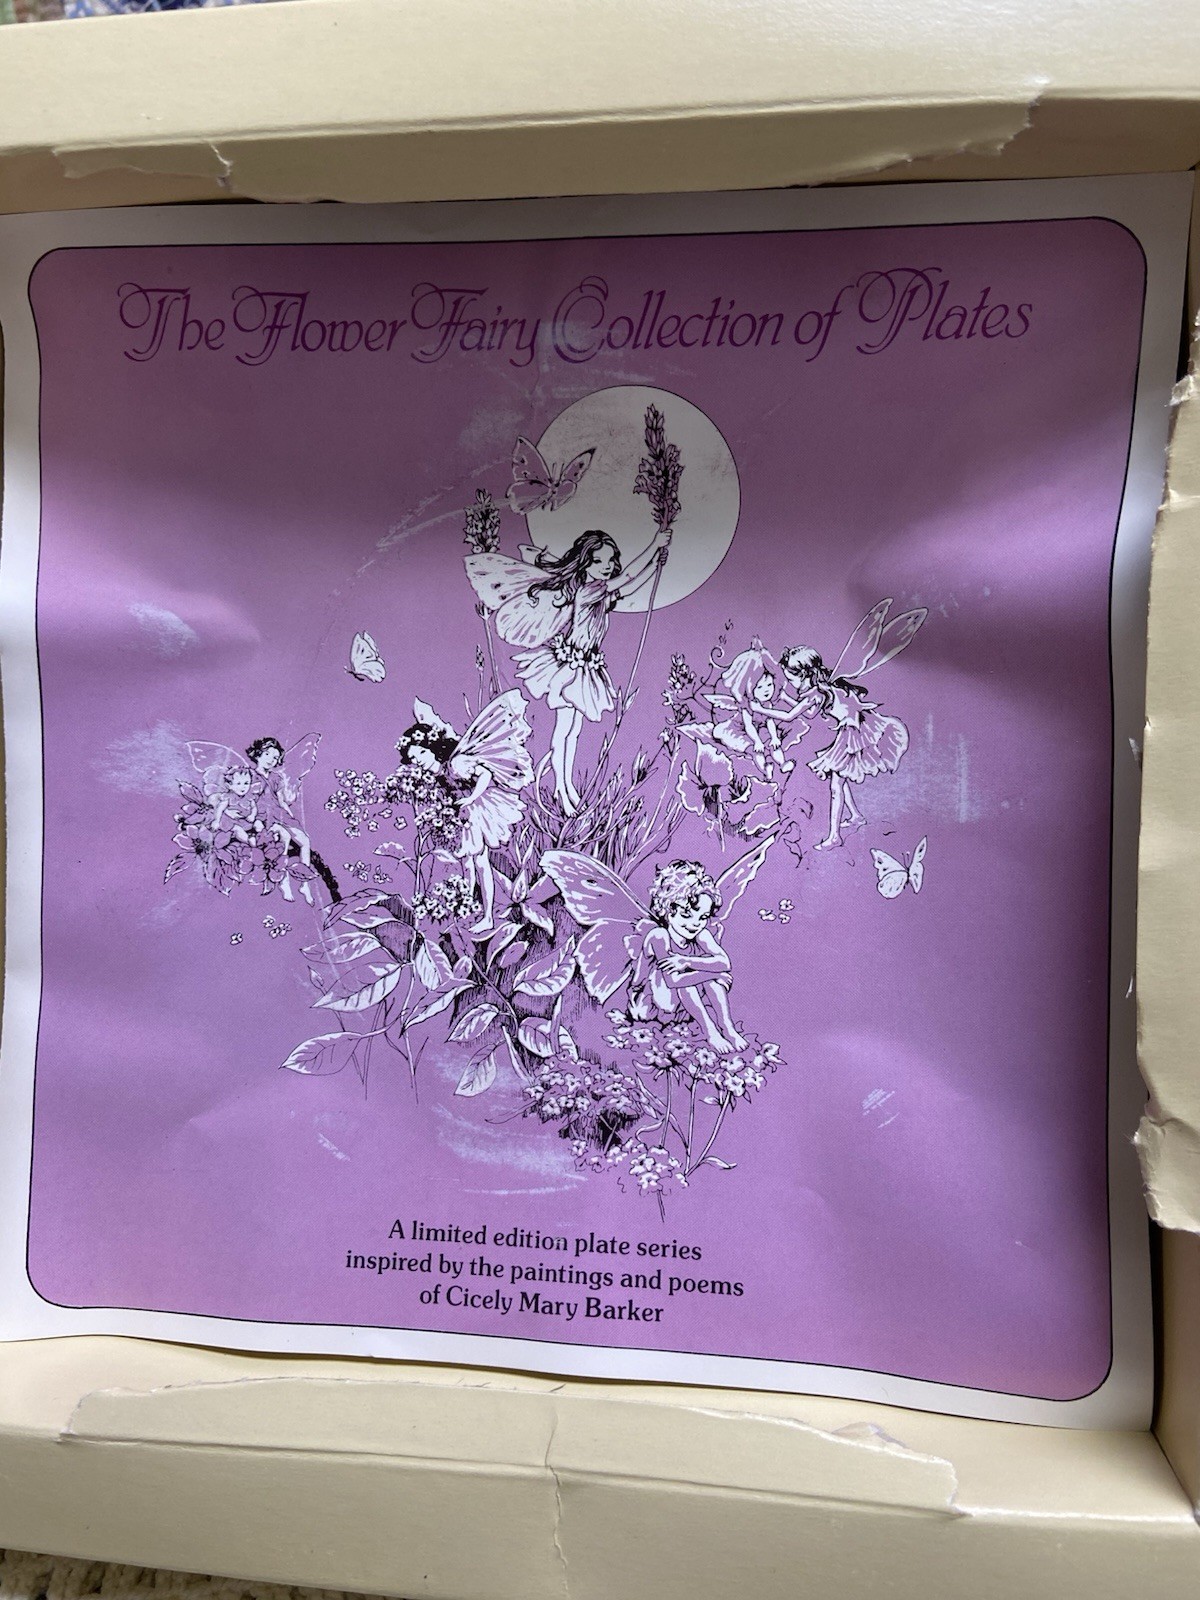 The Flower Fairy Collection of Plates
A limited edition plate series
inspired by the paintings and poems
of Cicely Mary Barker